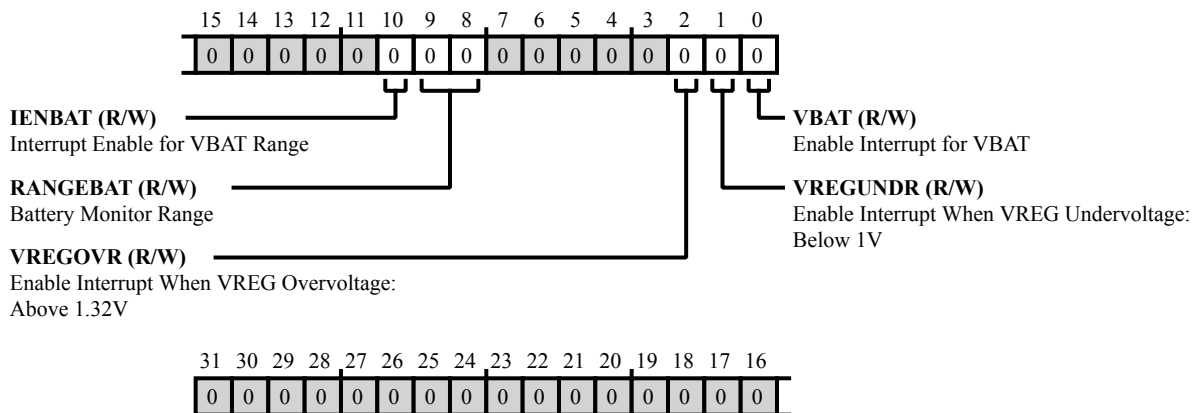 15 14 13 12 11 10 9 8 7 6 5 4 3 2 1 0
0 0 0 0 0 0 0 0 0 0 0 0 0 0 0 0
IENBAT (R/W)
Interrupt Enable for VBAT Range
RANGEBAT (R/W)
Battery Monitor Range
VREGOVR (R/W)
Enable Interrupt When VREG Overvoltage:
Above 1.32V
VBAT (R/W)
Enable Interrupt for VBAT
VREGUNDR (R/W)
Enable Interrupt When VREG Undervoltage:
Below 1V
31 30 29 28 27 26 25 24 23 22 21 20 19 18 17 16
0 0 0 0 0 0 0 0 0 0 0 0 0 0 0 0